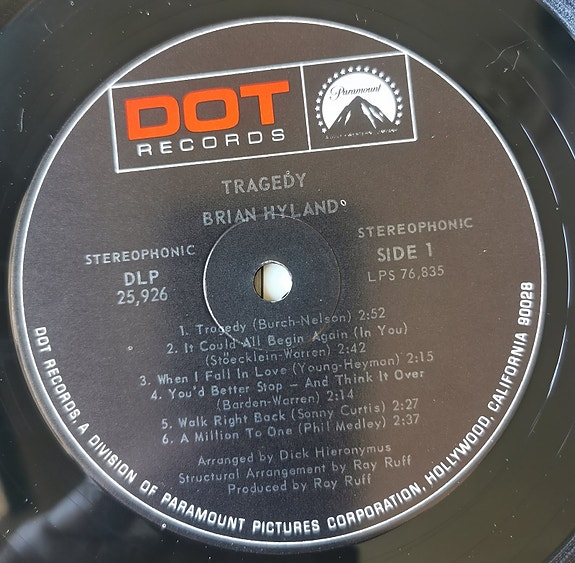 DOT
RECORDS
Paramount
TRAGEDY
BRIAN HYLAND
STEREOPHONIC
DLP
25,926
STEREOPHONIC
SIDE 1
LPS 76,835
1. Tragedy (Burch-Nelson) 2:52
2. It Could All Begin Again (In You)
(Stoecklein-Warren) 2:42
3. When I Fall In Love (Young-Heyman) 2:15
4. You'd Better Stop – And Think It Over
(Barden-Warren) 2:14
5. Walk Right Back (Sonny Curtis) 2:27
6. A Million To One (Phil Medley) 2:37
Arranged by Dick Hieronymus
Structural Arrangement by Ray Ruff
Produced by Ray Ruff
DOT RECORDS, A DIVISION OF PARAMOUNT PICTURES CORPORATION, HOLLYWOOD, CALIFORNIA 90028